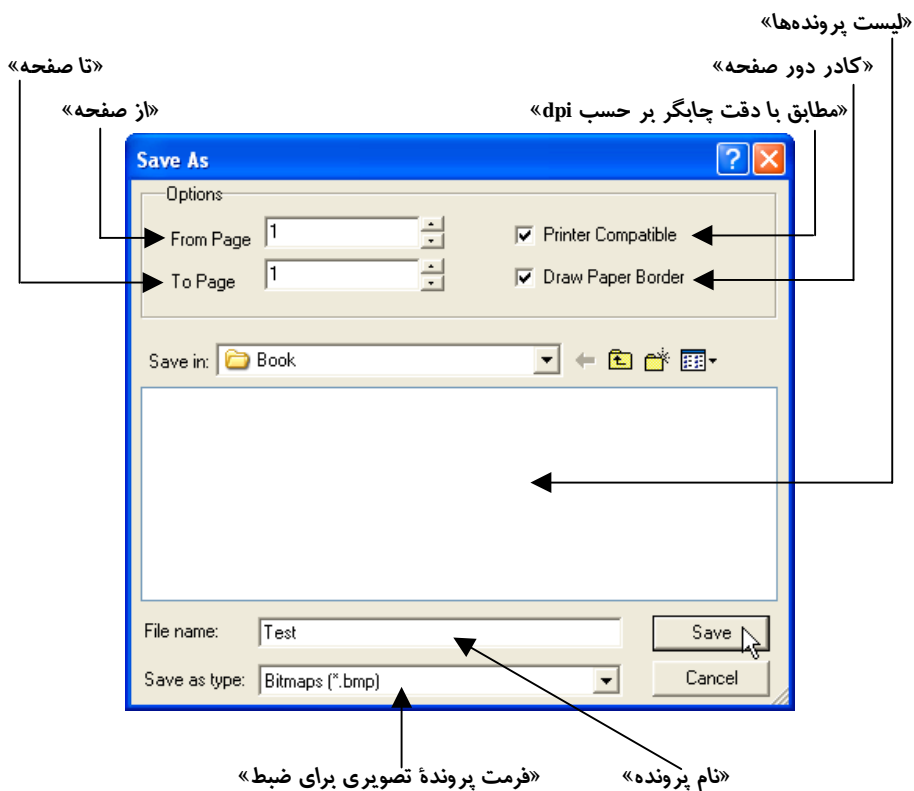 «لیست پرونده‌ها»
«کادر دور صفحه»
«تا صفحه»
«مطابق با دقت چاپگر بر حسب dpi»
«از صفحه»
Save As
Options
From Page 1
Printer Compatible
To Page 1
Draw Paper Border
Save in: Book
File name: Test
Save
Save as type: Bitmaps (*.bmp)
Cancel
«نام پرونده»
«فرمت پروندهٔ تصویری برای ضبط»